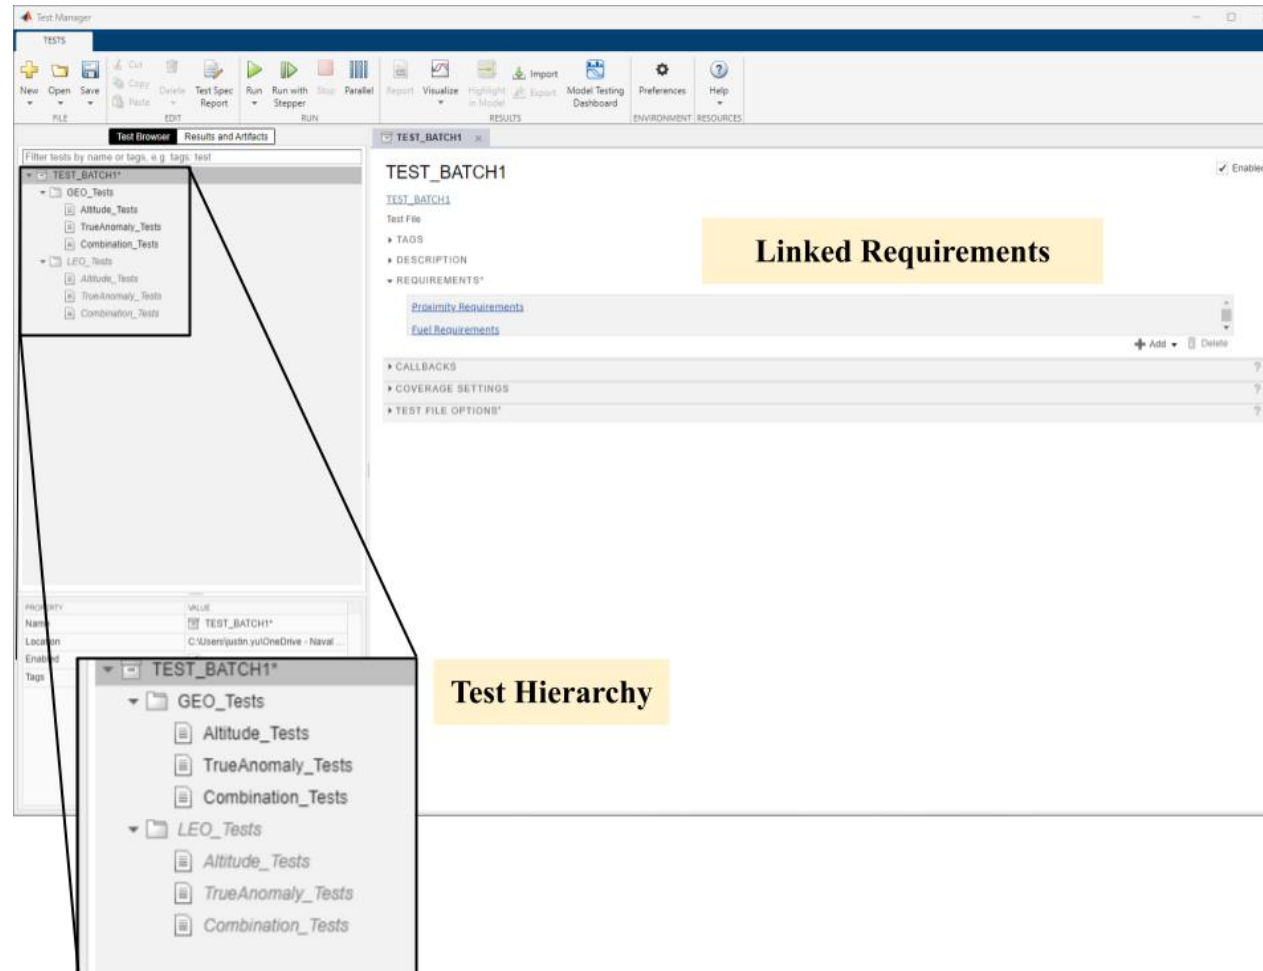 Test Manager
TESTS
New
Open
Save
Cut
Copy
Paste
Delete
Test Spec Report
Run
Run with Stepper
Stop
Parallel
Report
Visualize
Highlight in Model
Import
Export
Model Testing Dashboard
Preferences
Help
FILE
EDIT
RUN
RESULTS
ENVIRONMENT
RESOURCES
Test Browser
Results and Artifacts
Filter tests by name or tags, e.g. tags: test
TEST_BATCH1*
GEO_Tests
Altitude_Tests
TrueAnomaly_Tests
Combination_Tests
LEO_Tests
Altitude_Tests
TrueAnomaly_Tests
Combination_Tests
TEST_BATCH1
TEST_BATCH1
Enabled
TEST_BATCH1
Test File
TAGS
DESCRIPTION
REQUIREMENTS*
Linked Requirements
Proximity Requirements
Fuel Requirements
Add
Delete
CALLBACKS
?
COVERAGE SETTINGS
?
TEST FILE OPTIONS*
?
PROPERTY
VALUE
Name
TEST_BATCH1*
Location
C:\Users\justin.yu\OneDrive - Naval ...
Enabled
Tags
TEST_BATCH1*
GEO_Tests
Altitude_Tests
TrueAnomaly_Tests
Combination_Tests
LEO_Tests
Altitude_Tests
TrueAnomaly_Tests
Combination_Tests
Test Hierarchy